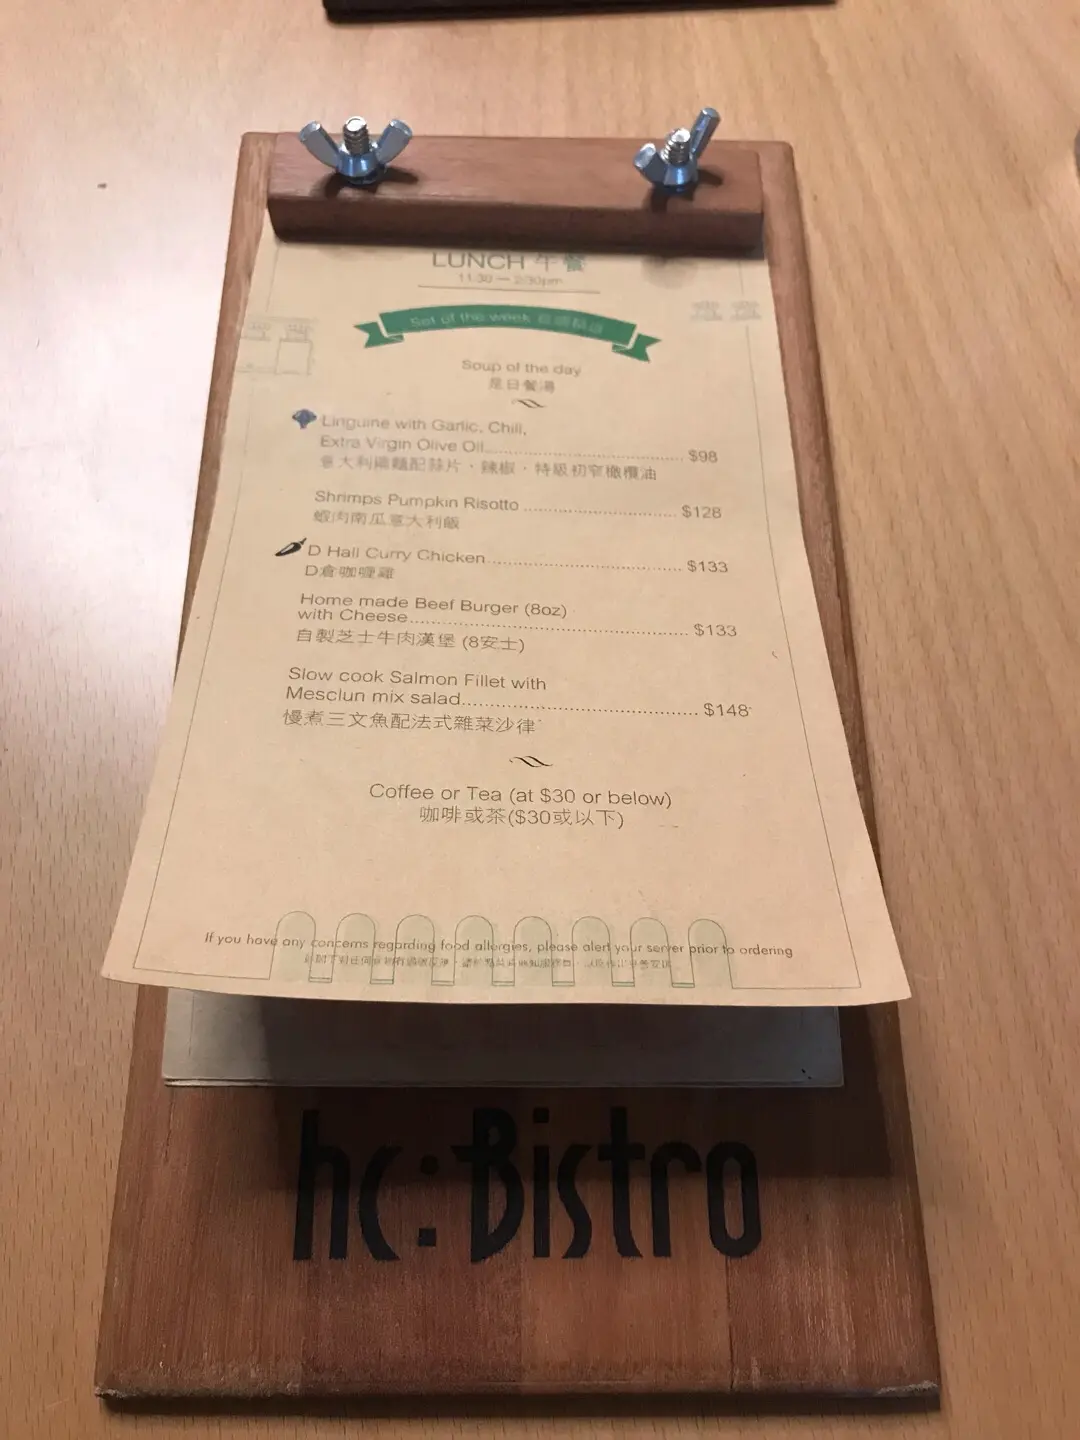 LUNCH 午餐
11:30 — 2:30pm
Set of the week
Soup of the day
是日餐湯
Linguine with Garlic, Chili,
Extra Virgin Olive Oil.......................... $98
意大利扁麵配蒜片、辣椒、特級初窄橄欖油
Shrimps Pumpkin Risotto .................... $128
蝦肉南瓜意大利飯
D Hall Curry Chicken.......................... $133
D倉咖喱雞
Home made Beef Burger (8oz)
with Cheese...................................... $133
自製芝士牛肉漢堡 (8安士)
Slow cook Salmon Fillet with
Mesclun mix salad............................. $148
慢煮三文魚配法式雜菜沙律
Coffee or Tea (at $30 or below)
咖啡或茶($30或以下)
If you have any concerns regarding food allergies, please alert your server prior to ordering
hc:Bistro